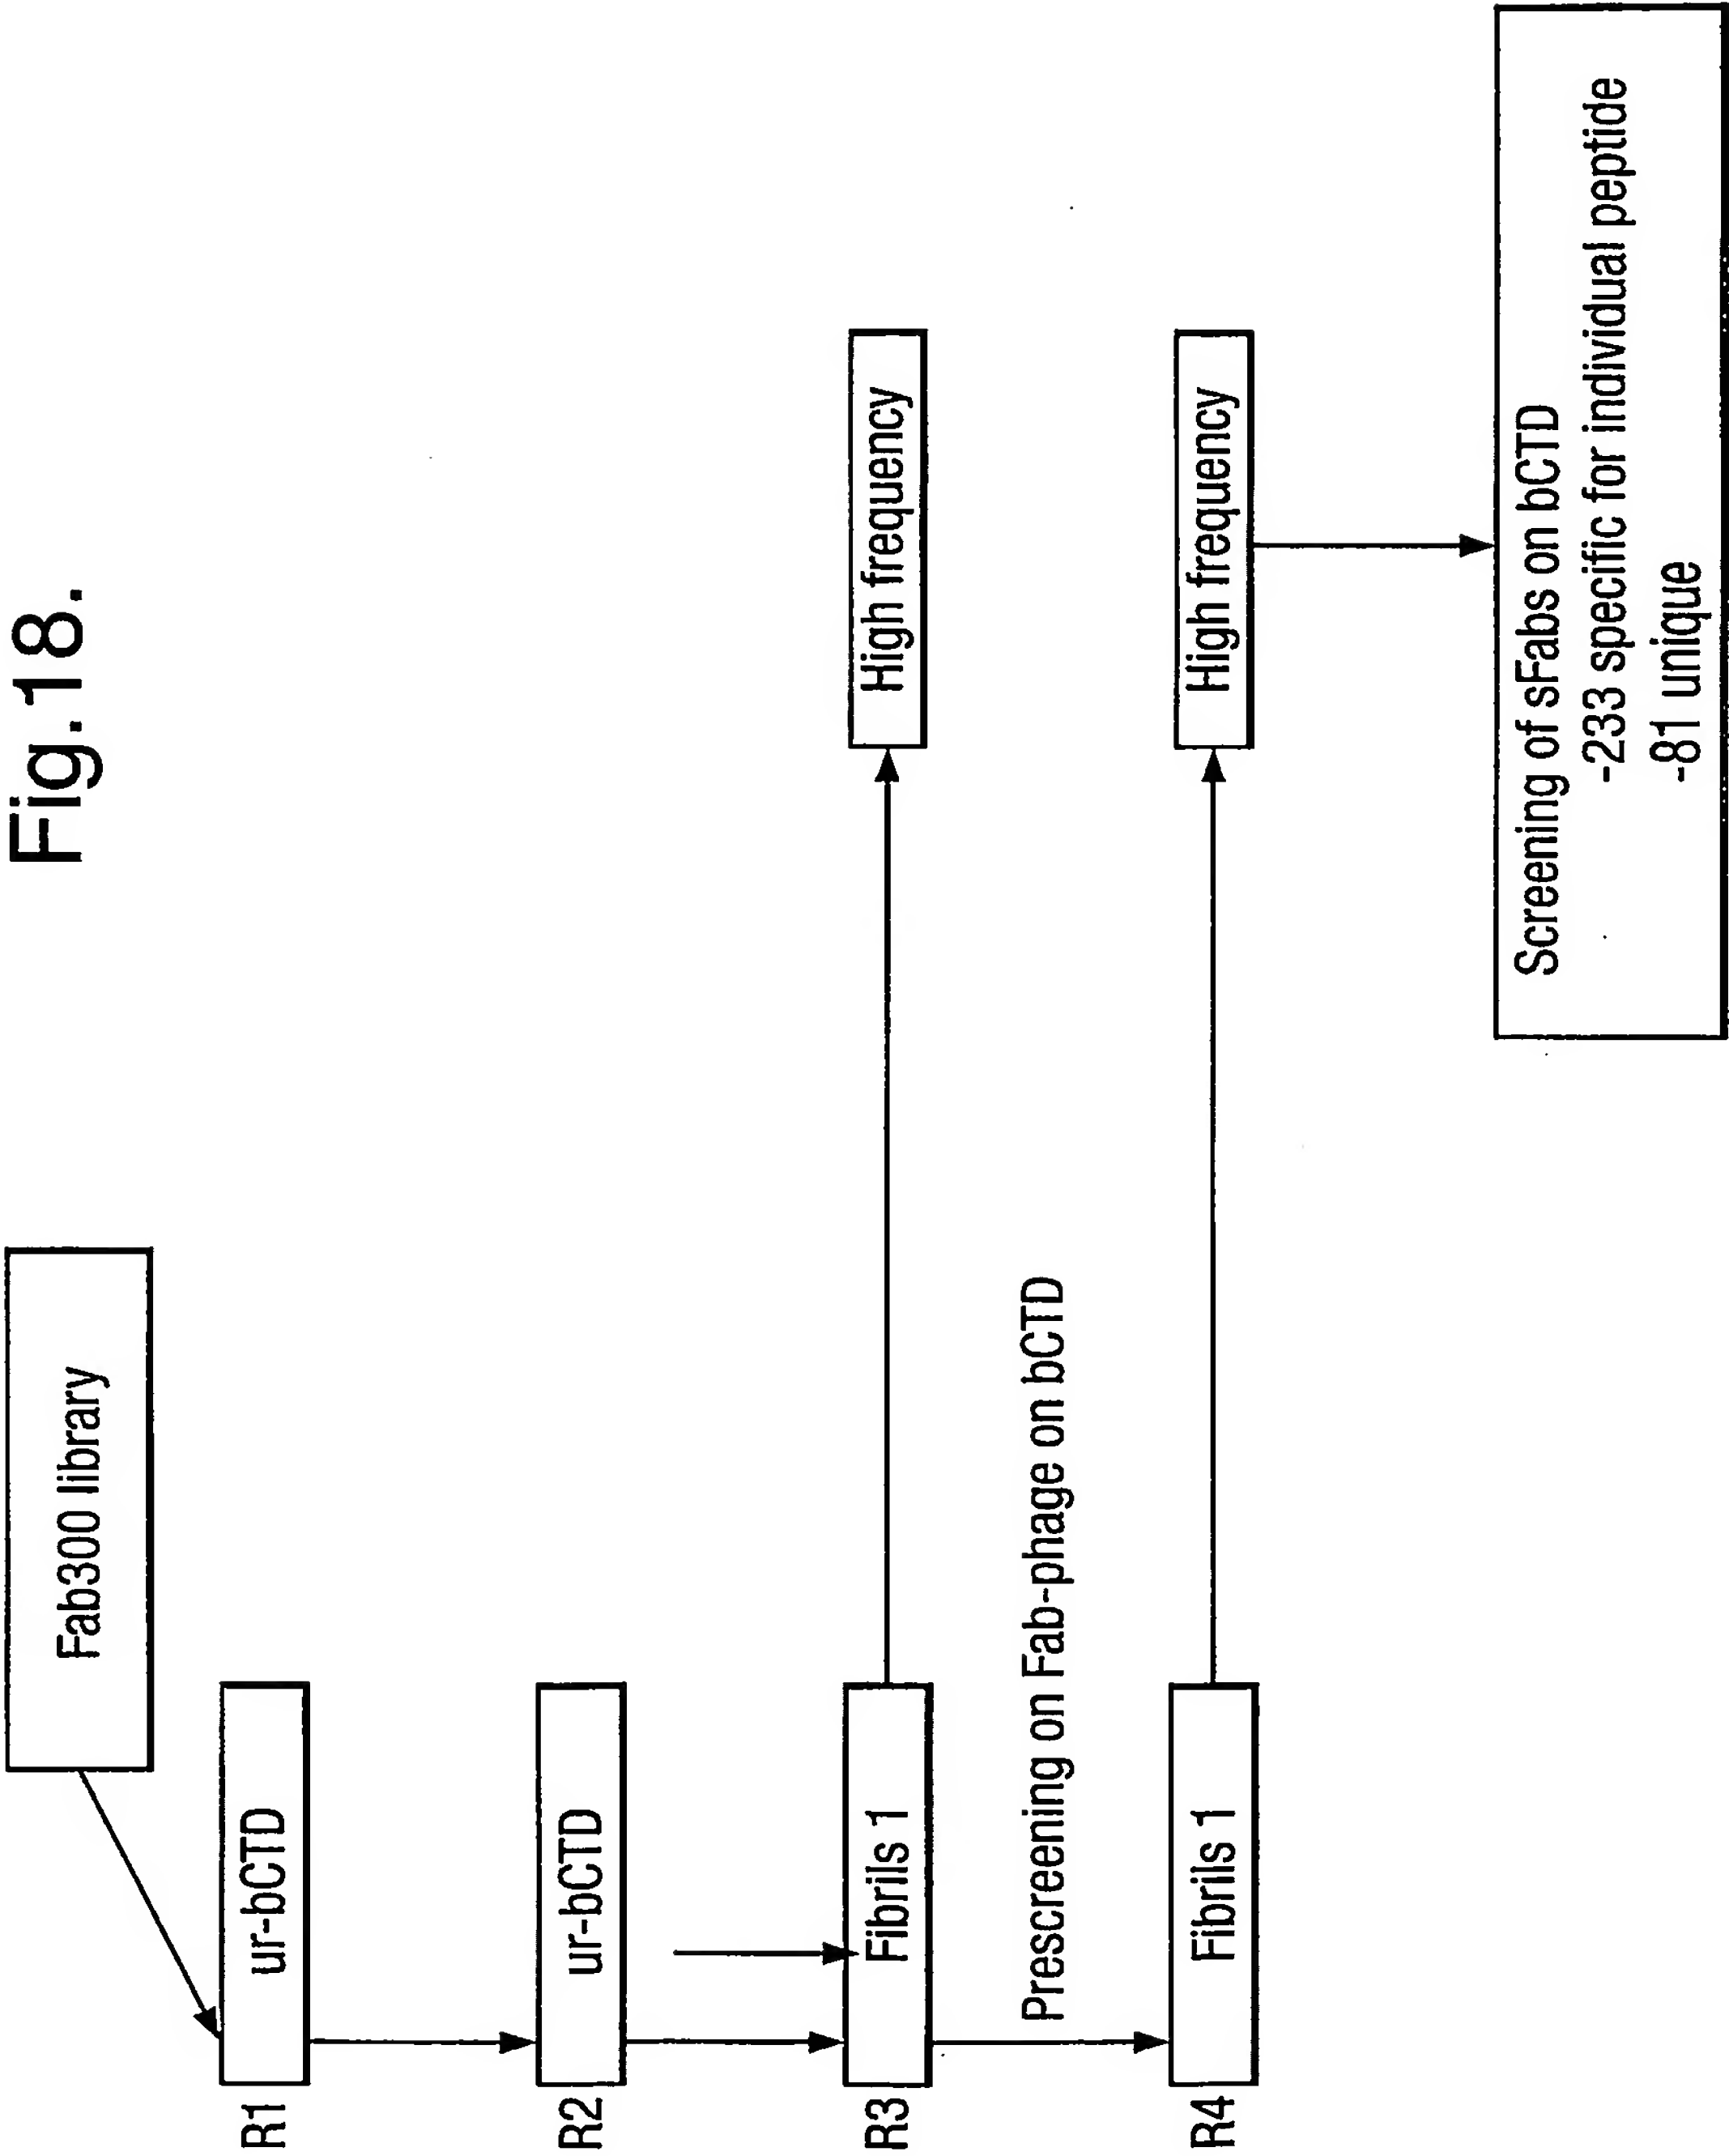 Fig.18.
Fab300 library
R1
ur-bCTD
R2
ur-bCTD
R3
Fibrils 1
High frequency
Prescreening on Fab-phage on bCTD
R4
Fibrils 1
High frequency
Screening of sFabs on bCTD
-233 specific for individual peptide
-81 unique